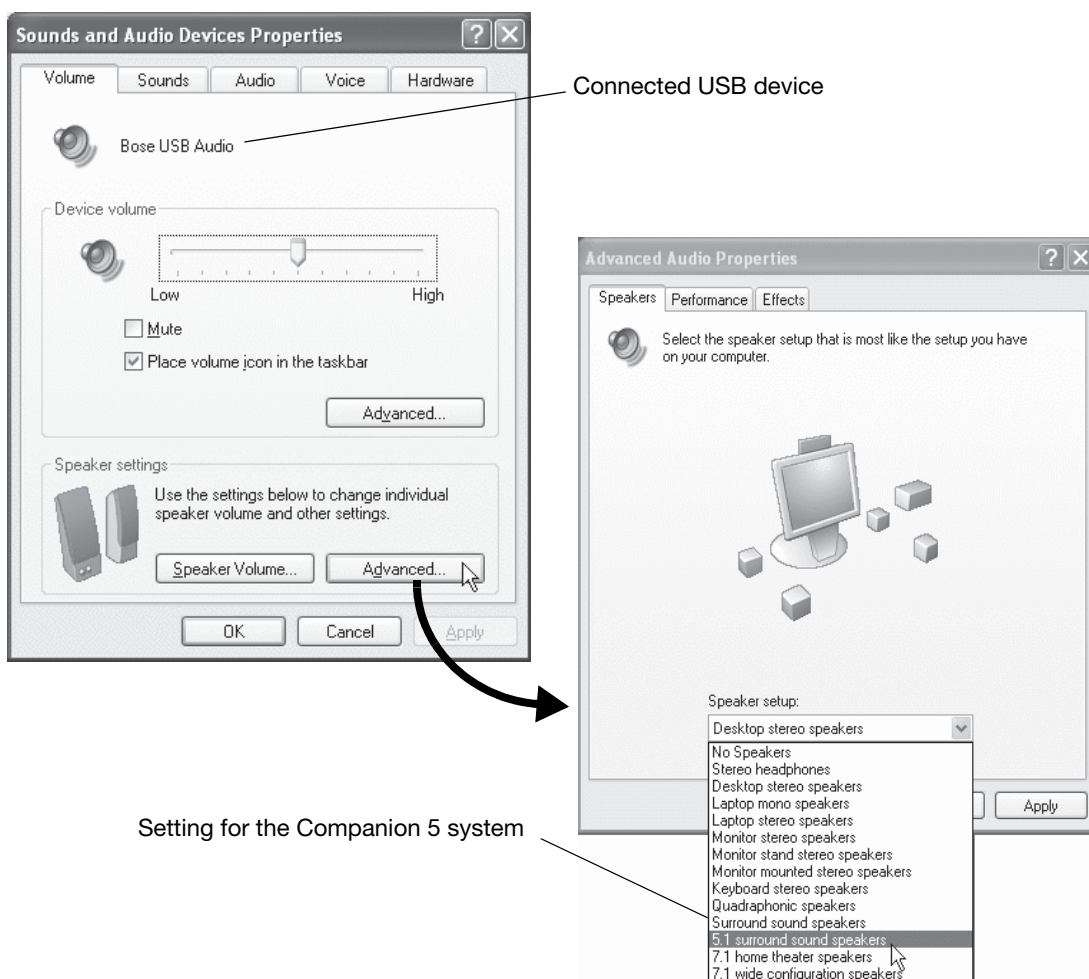 Sounds and Audio Devices Properties
Volume
Sounds
Audio
Voice
Hardware
Connected USB device
Bose USB Audio
Device volume
Low
High
Mute
Place volume icon in the taskbar
Advanced...
Speaker settings
Use the settings below to change individual
speaker volume and other settings.
Speaker Volume...
Advanced...
OK
Cancel
Apply
Advanced Audio Properties
Speakers
Performance
Effects
Select the speaker setup that is most like the setup you have
on your computer.
Speaker setup:
Desktop stereo speakers
No Speakers
Stereo headphones
Desktop stereo speakers
Laptop mono speakers
Laptop stereo speakers
Monitor stereo speakers
Monitor stand stereo speakers
Monitor mounted stereo speakers
Keyboard stereo speakers
Quadraphonic speakers
Surround sound speakers
5.1 surround sound speakers
7.1 home theater speakers
7.1 wide configuration speakers
Apply
Setting for the Companion 5 system